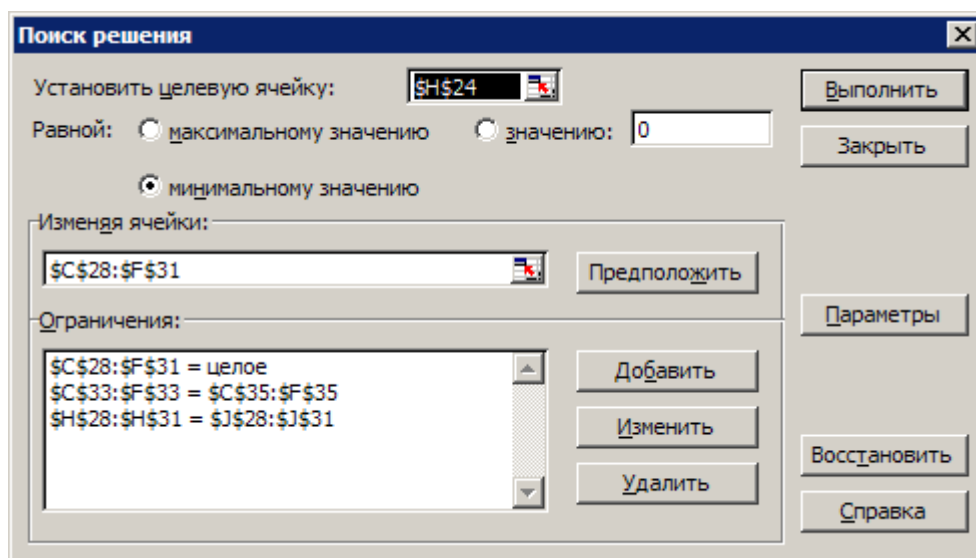 Поиск решения
Установить целевую ячейку: $H$24
Выполнить
Равной: максимальному значению значению: 0
Закрыть
минимальному значению
Изменяя ячейки:
$C$28:$F$31
Предположить
Параметры
Ограничения:
$C$28:$F$31 = целое
$C$33:$F$33 = $C$35:$F$35
$H$28:$H$31 = $J$28:$J$31
Добавить
Изменить
Удалить
Восстановить
Справка